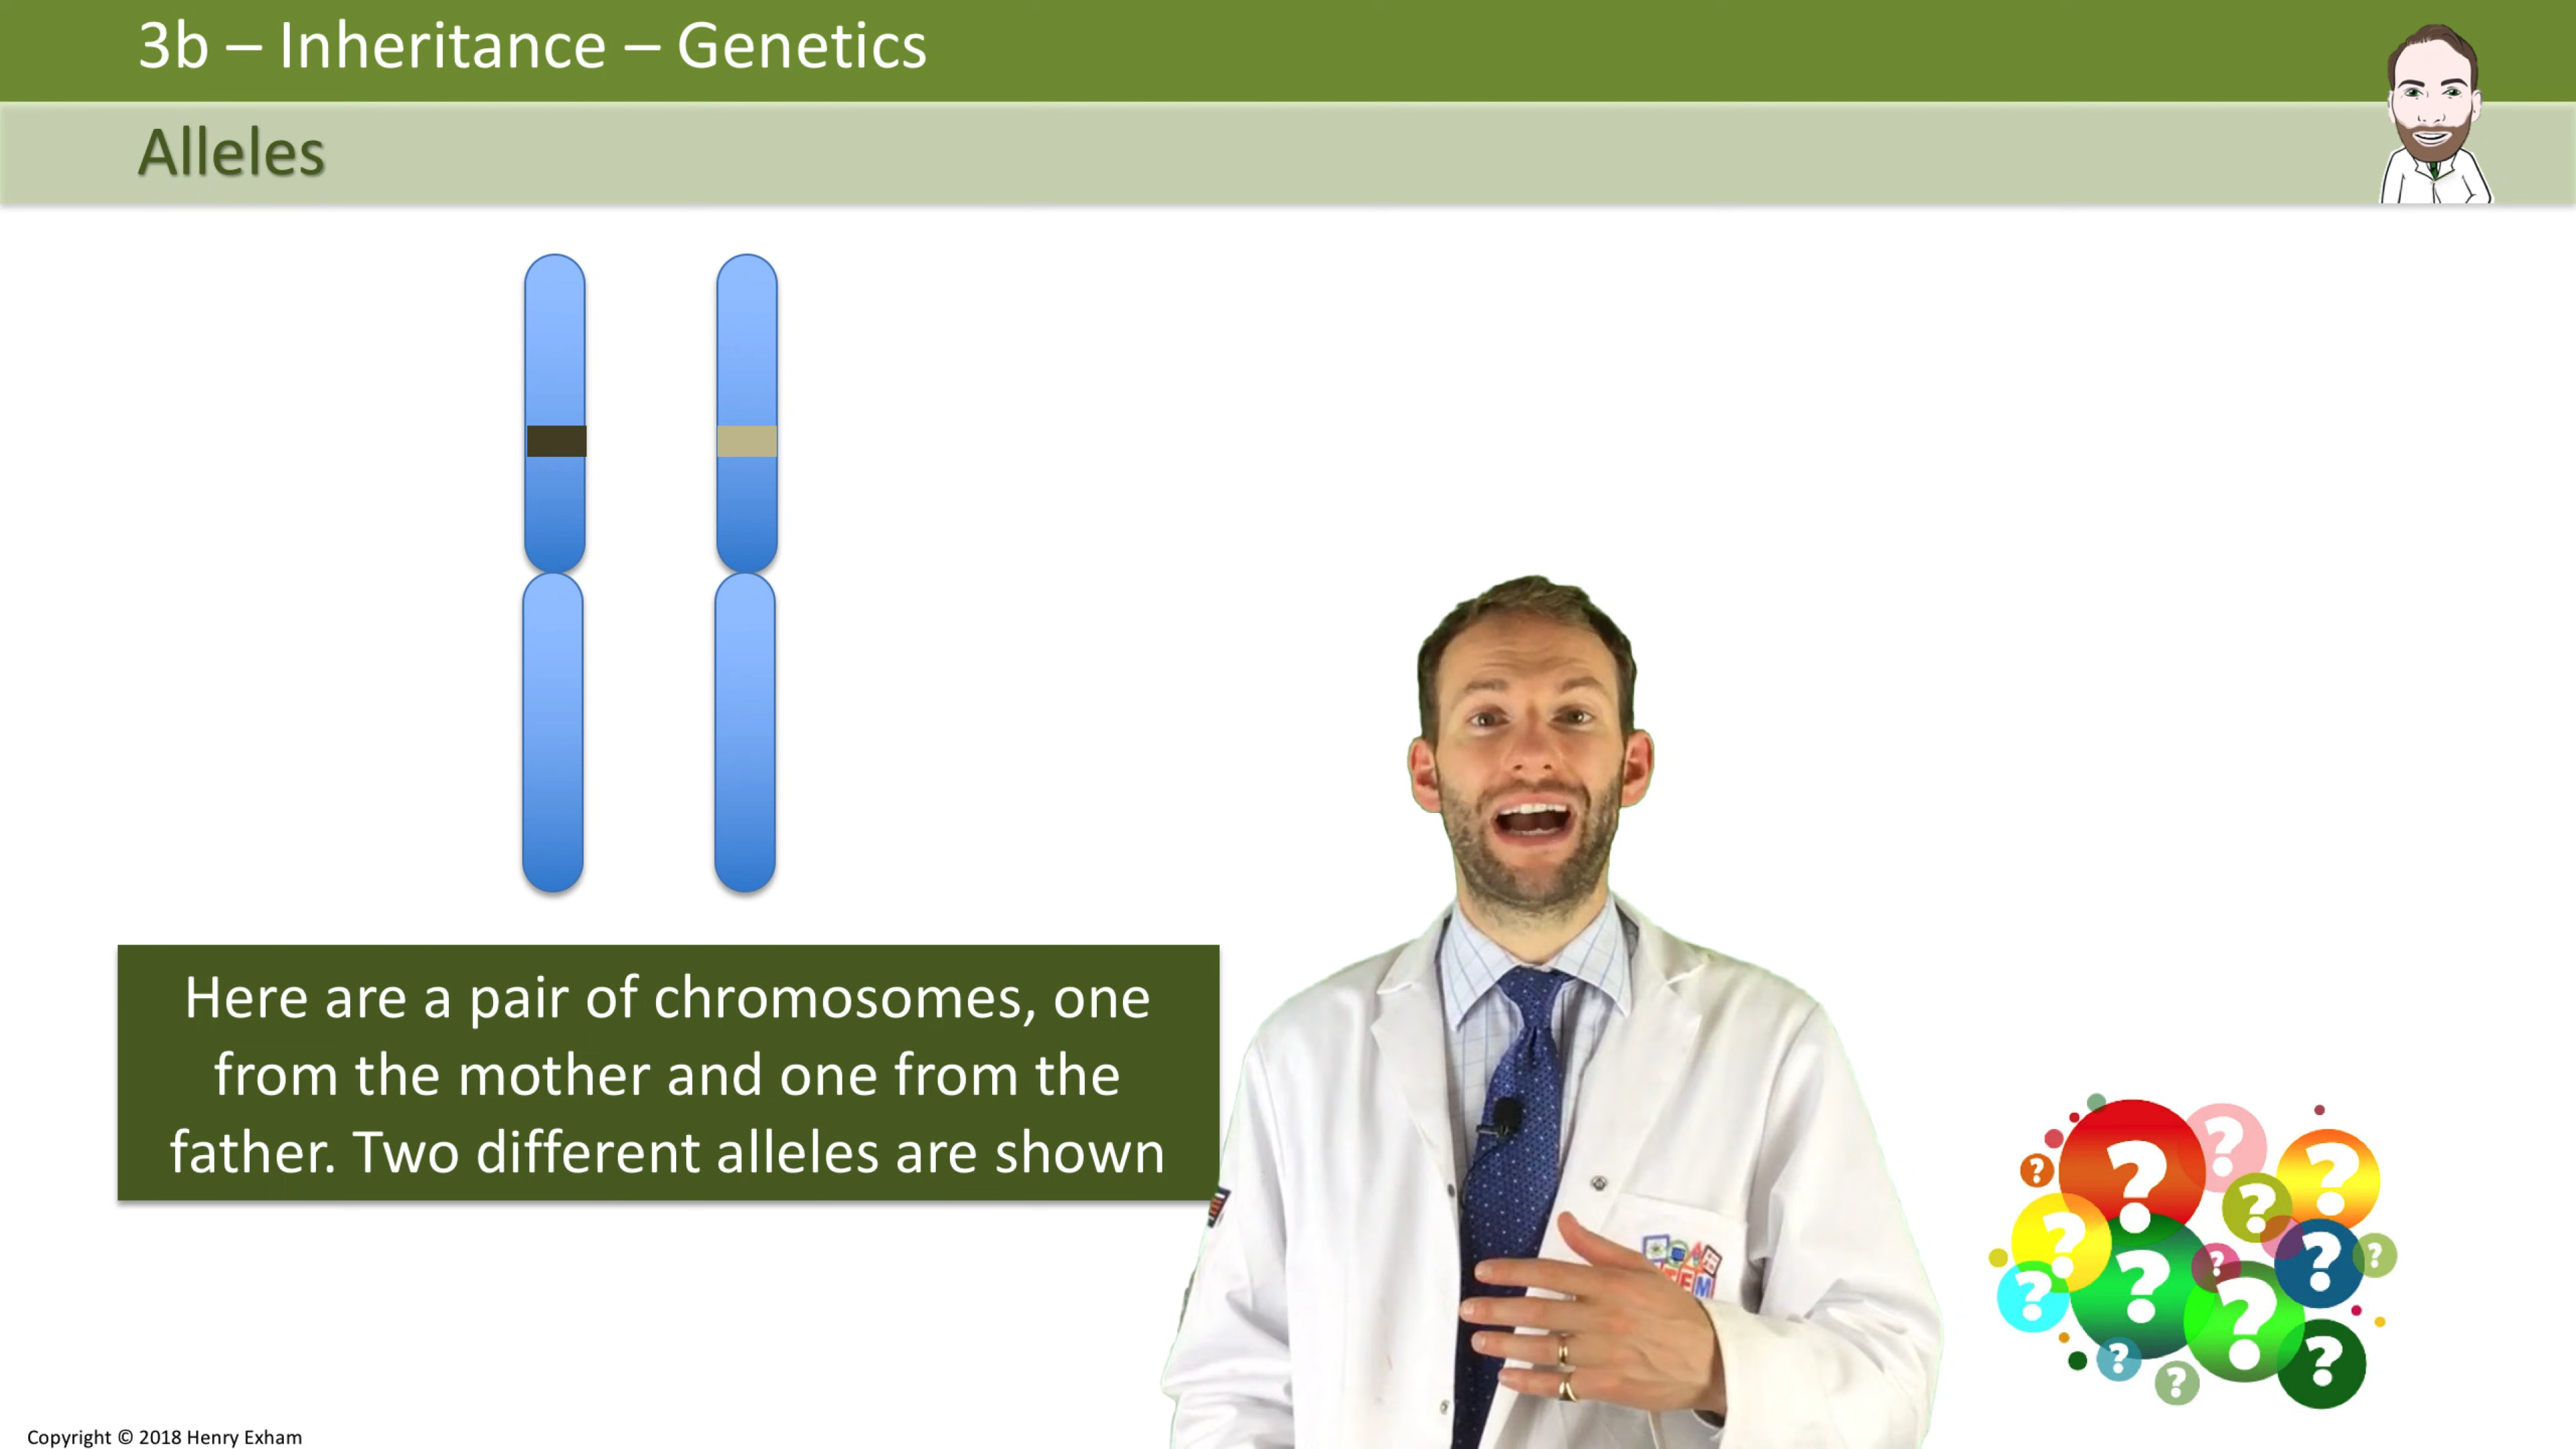 3b – Inheritance – Genetics
Alleles
Here are a pair of chromosomes, one
from the mother and one from the
father. Two different alleles are shown
? ? ? ? ? ? ? ? ? ? ? ? ? ?
Copyright © 2018 Henry Exham